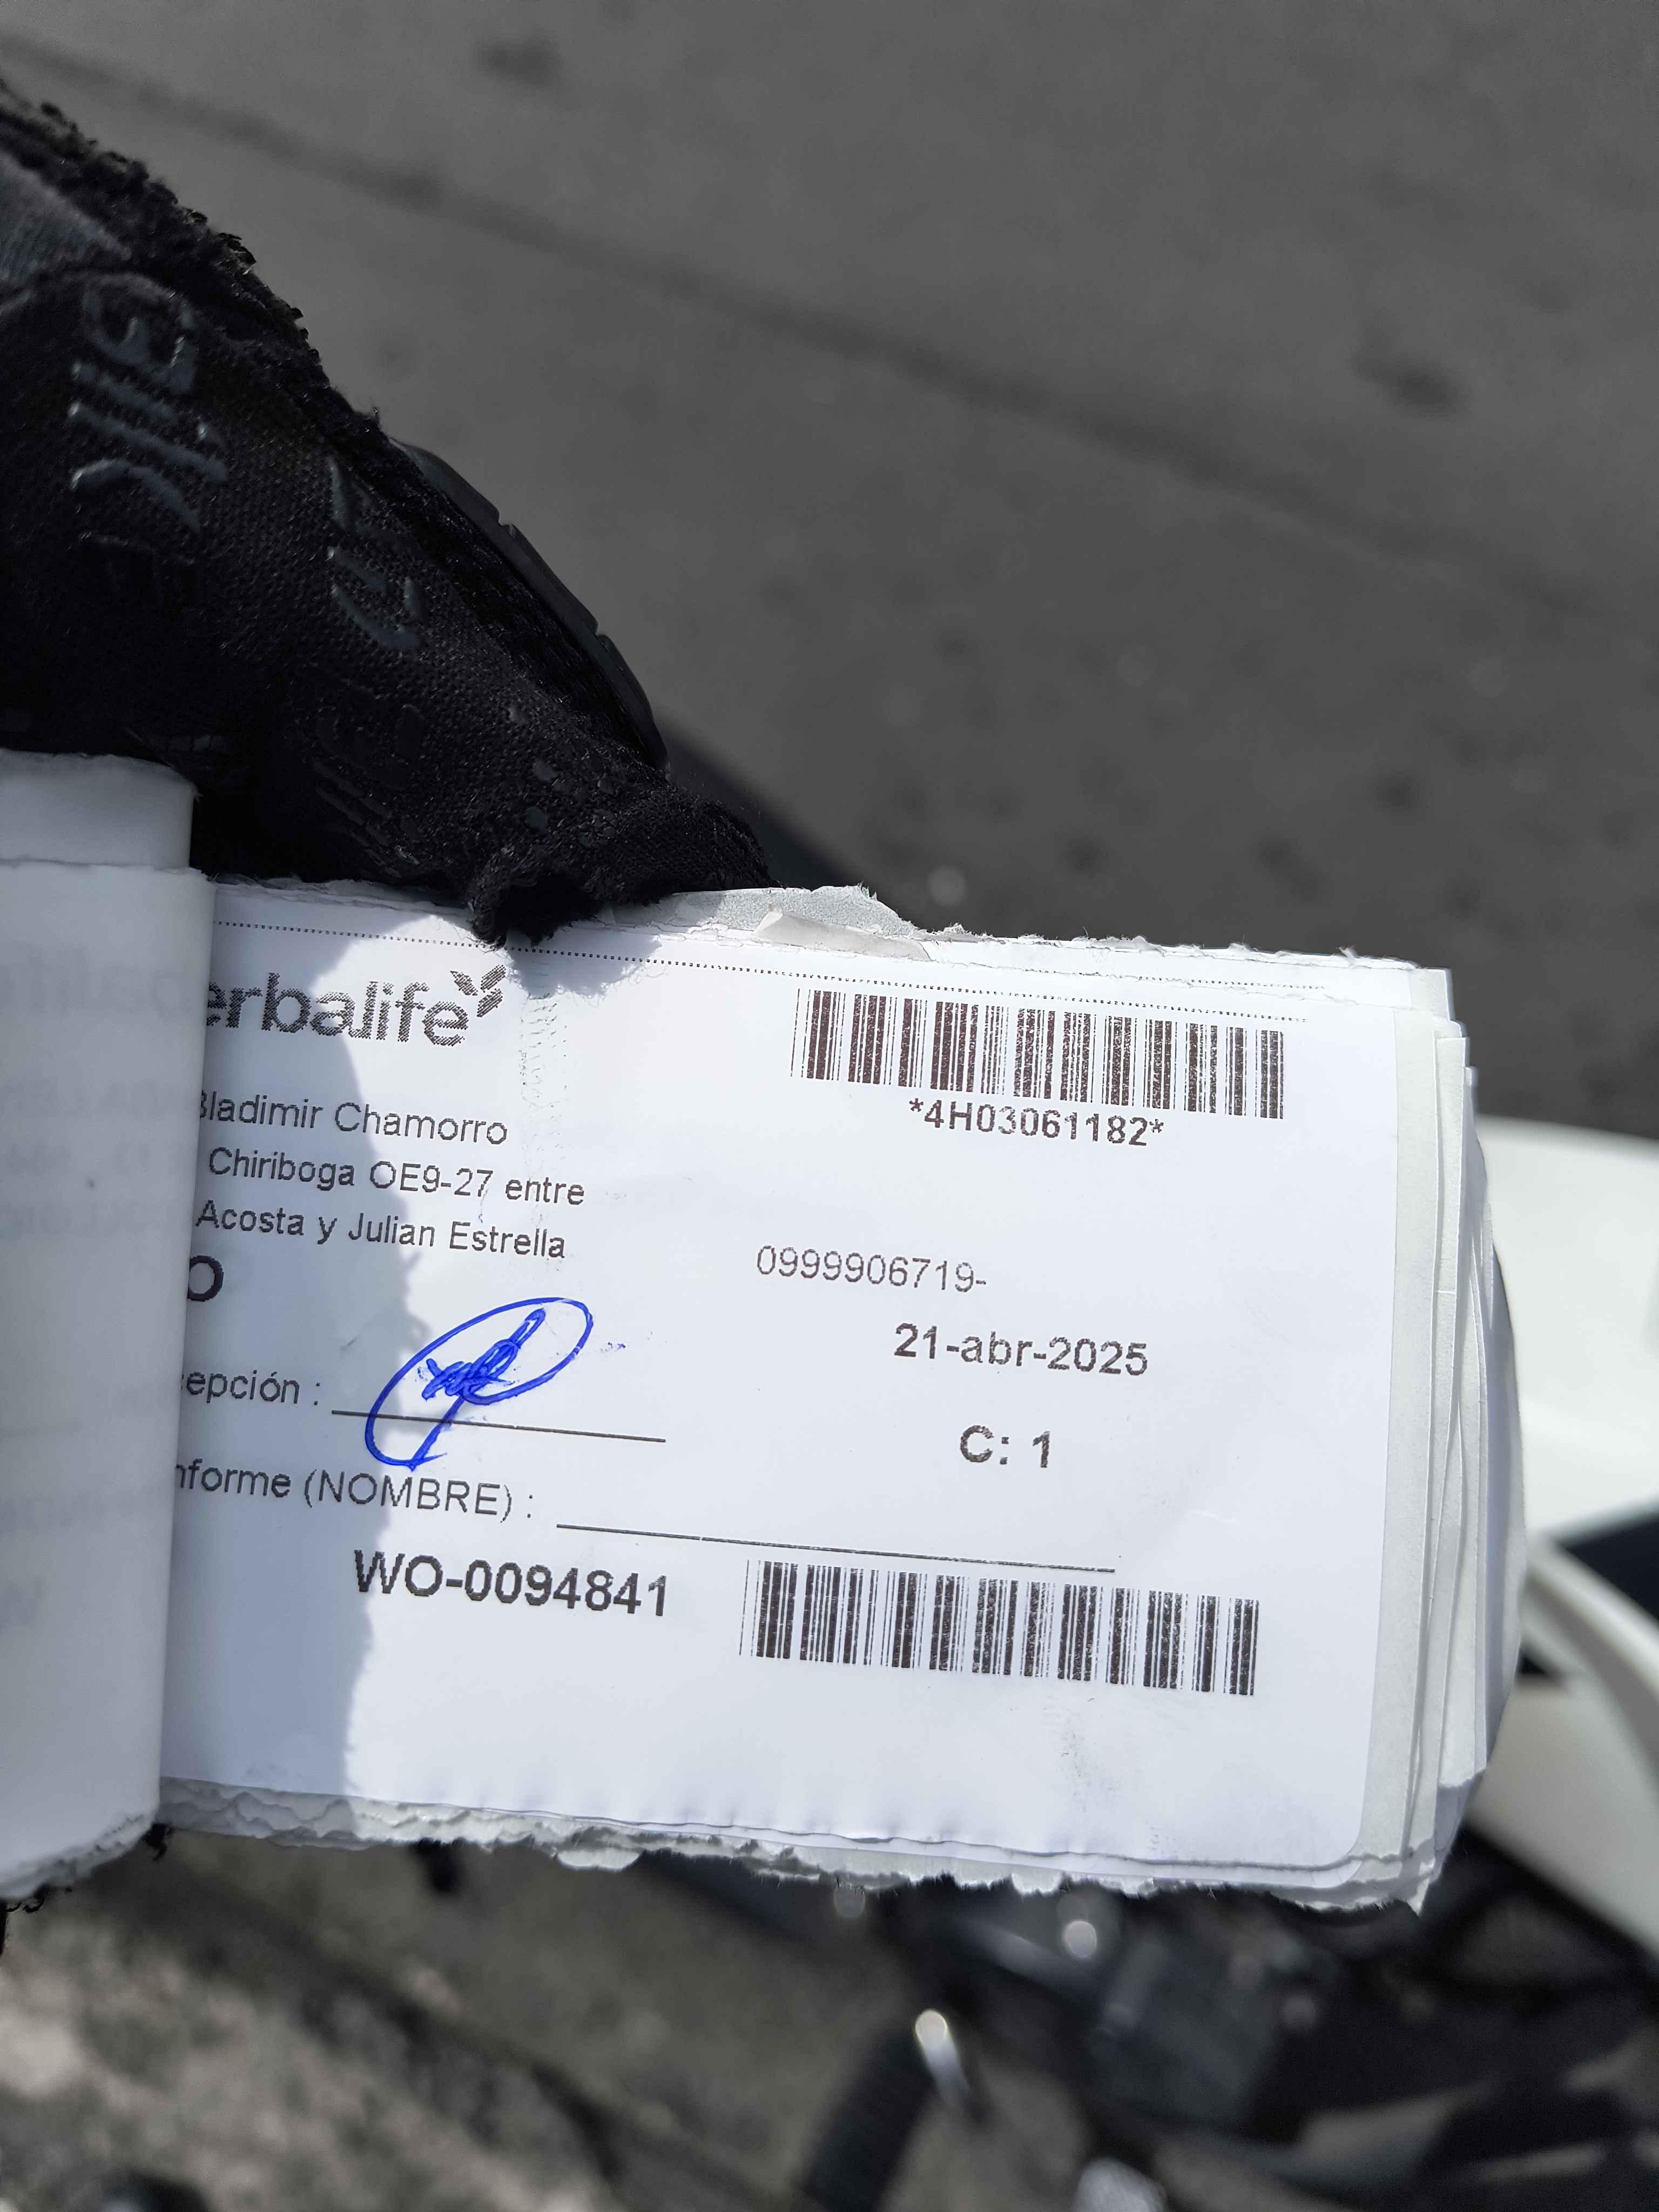 erbalife
*4H03061182*
Bladimir Chamorro
Chiriboga OE9-27 entre
Acosta y Julian Estrella
O
0999906719-
21-abr-2025
epción :
C: 1
nforme (NOMBRE) :
WO-0094841